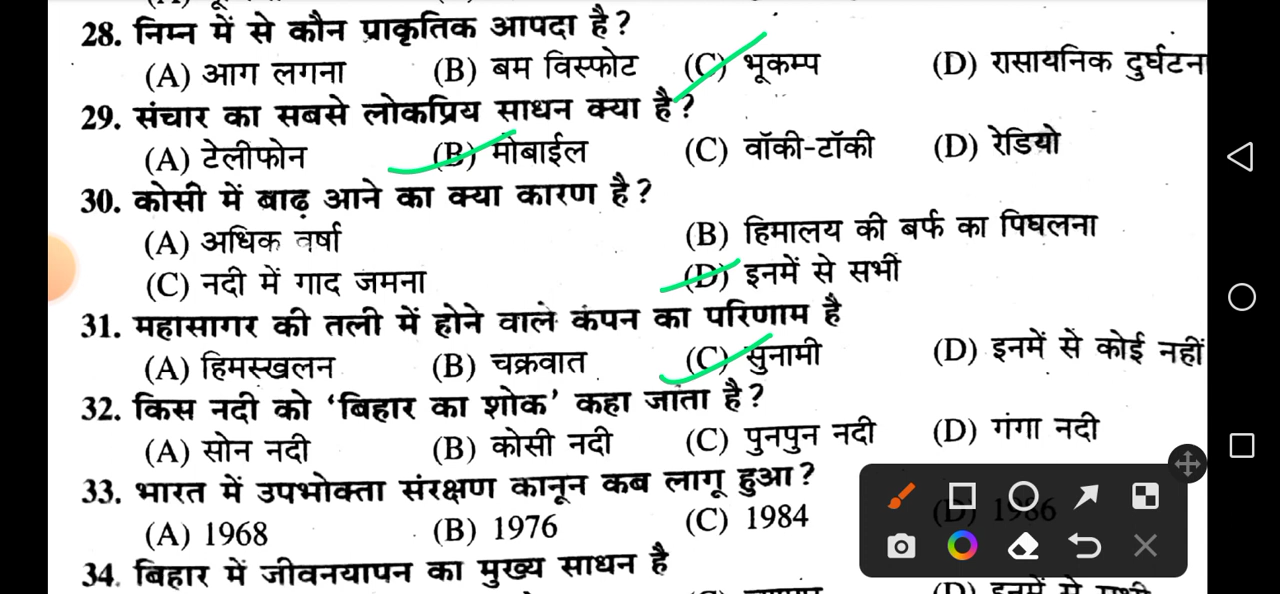 28. निम्न में से कौन प्राकृतिक आपदा है?
(A) आग लगना (B) बम विस्फोट (C) भूकम्प (D) रासायनिक दुर्घटन
29. संचार का सबसे लोकप्रिय साधन क्या है?
(A) टेलीफोन (B) मोबाईल (C) वॉकी-टॉकी (D) रेडियो
30. कोसी में बाढ़ आने का क्या कारण है?
(A) अधिक वर्षा (B) हिमालय की बर्फ का पिघलना
(C) नदी में गाद जमना (D) इनमें से सभी
31. महासागर की तली में होने वाले कंपन का परिणाम है
(A) हिमस्खलन (B) चक्रवात (C) सुनामी (D) इनमें से कोई नहीं
32. किस नदी को ‘बिहार का शोक’ कहा जाता है?
(A) सोन नदी (B) कोसी नदी (C) पुनपुन नदी (D) गंगा नदी
33. भारत में उपभोक्ता संरक्षण कानून कब लागू हुआ?
(A) 1968 (B) 1976 (C) 1984 (D) 1986
34. बिहार में जीवनयापन का मुख्य साधन है